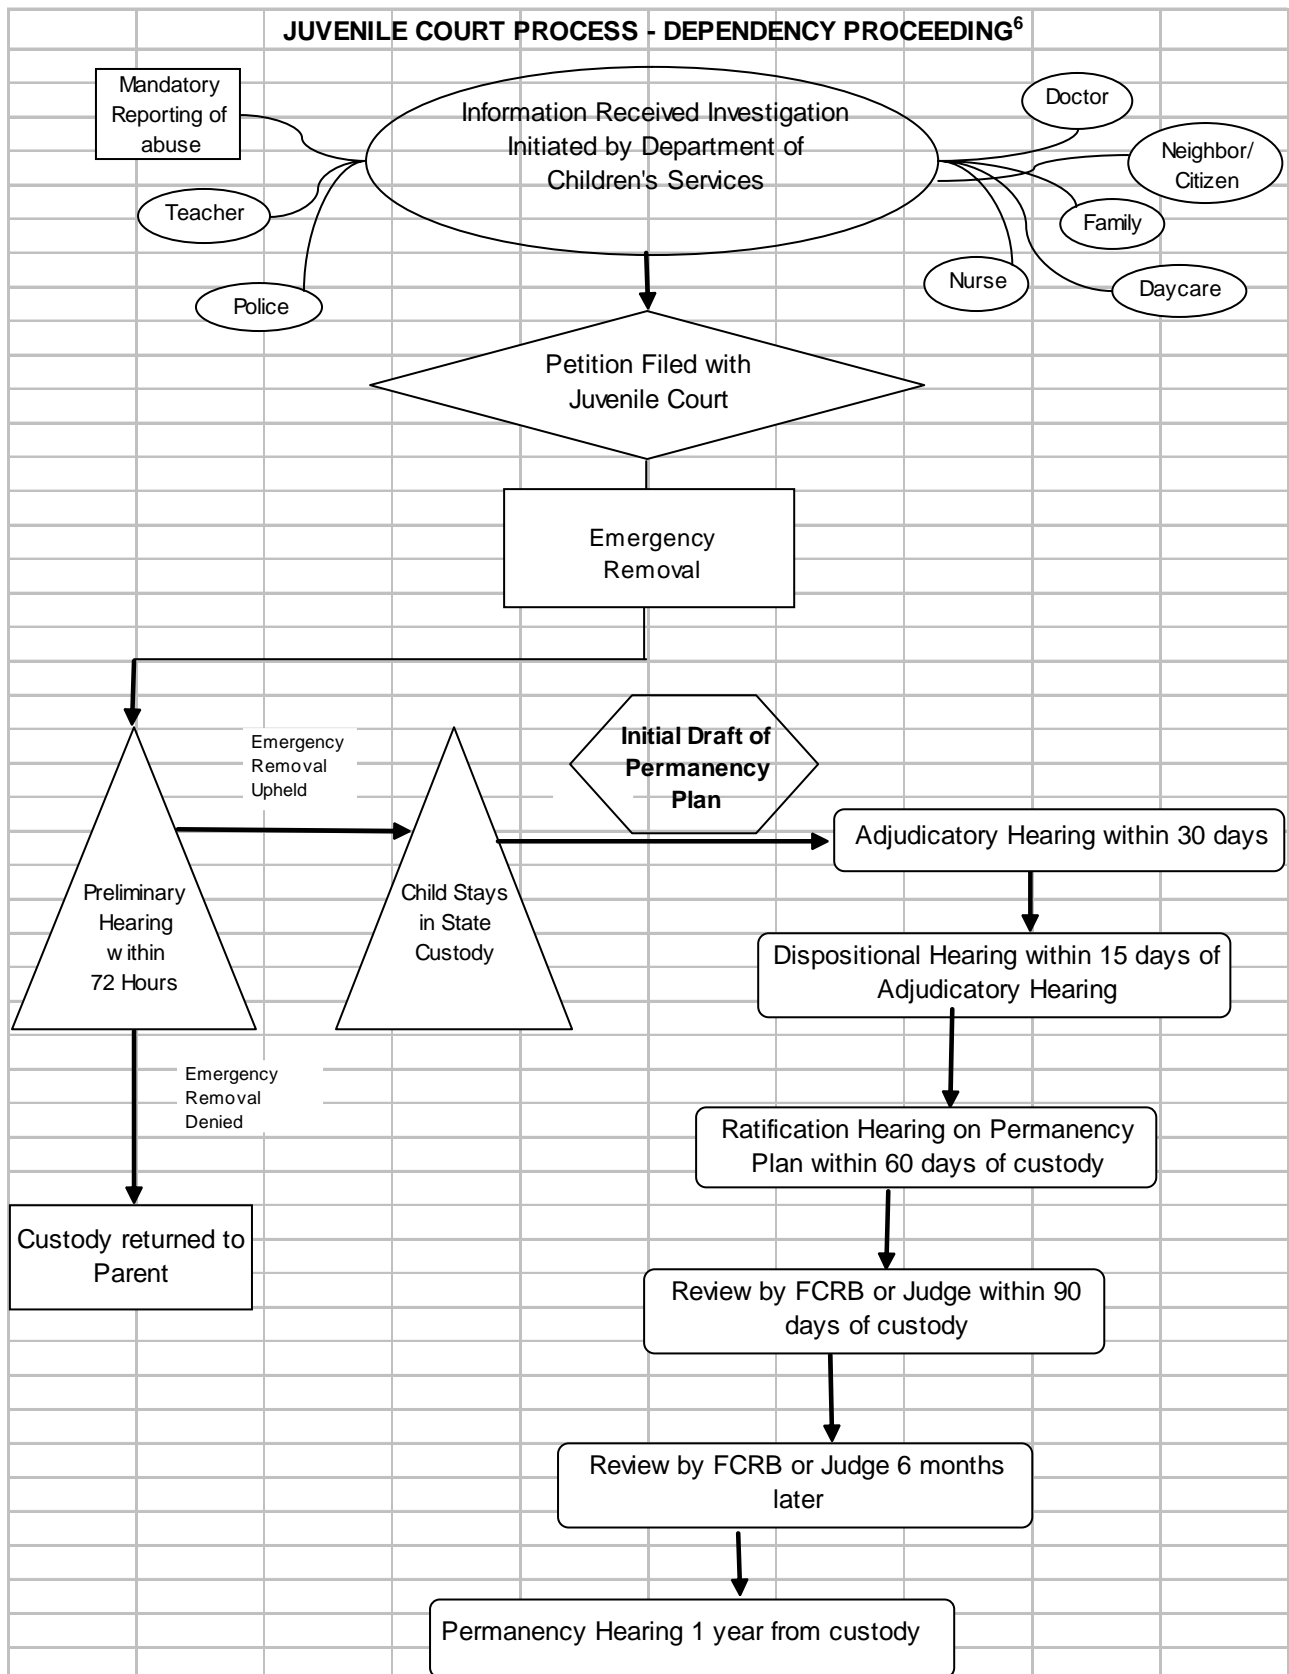 JUVENILE COURT PROCESS - DEPENDENCY PROCEEDING6
Mandatory
Reporting of
abuse
Information Received Investigation
Initiated by Department of
Children's Services
Doctor
Neighbor/
Citizen
Teacher
Family
Police
Nurse
Daycare
Petition Filed with
Juvenile Court
Emergency
Removal
Emergency
Removal
Upheld
Initial Draft of
Permanency
Plan
Adjudicatory Hearing within 30 days
Preliminary
Hearing
within
72 Hours
Child Stays
in State
Custody
Dispositional Hearing within 15 days of
Adjudicatory Hearing
Emergency
Removal
Denied
Ratification Hearing on Permanency
Plan within 60 days of custody
Custody returned to
Parent
Review by FCRB or Judge within 90
days of custody
Review by FCRB or Judge 6 months
later
Permanency Hearing 1 year from custody